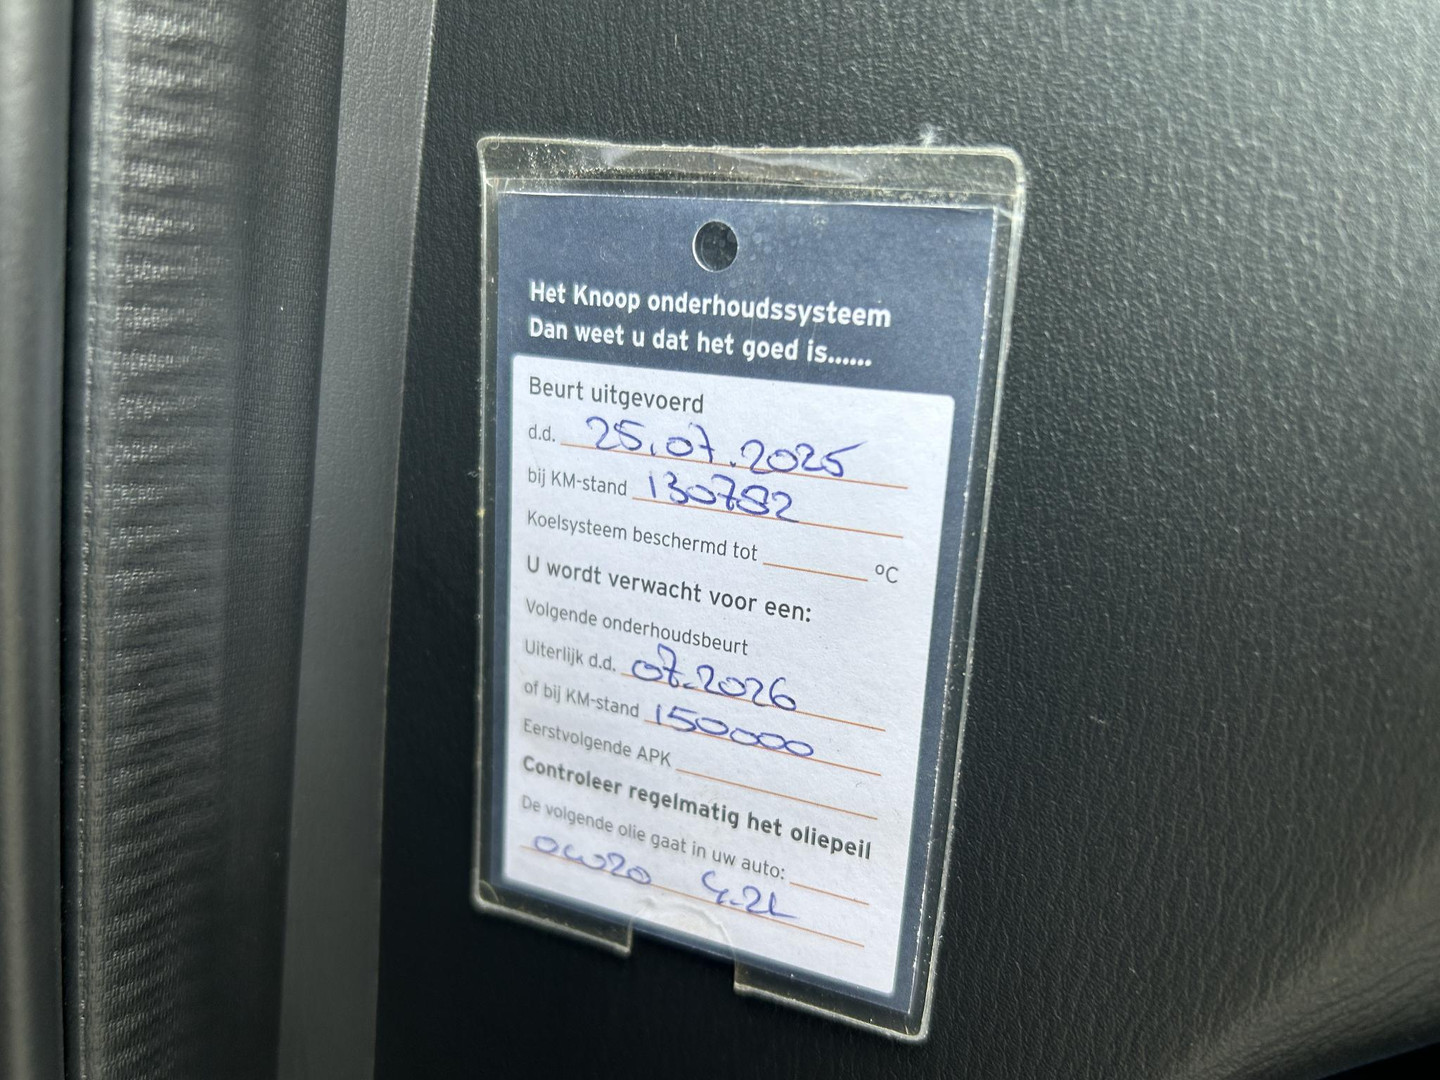 Het Knoop onderhoudssysteem
Dan weet u dat het goed is......
Beurt uitgevoerd
d.d. 25.07.2025
bij KM-stand 130782
Koelsysteem beschermd tot ______ °C
U wordt verwacht voor een:
Volgende onderhoudsbeurt
Uiterlijk d.d. 07.2026
of bij KM-stand 150000
Eerstvolgende APK
Controleer regelmatig het oliepeil
De volgende olie gaat in uw auto:
0w20 4.2L